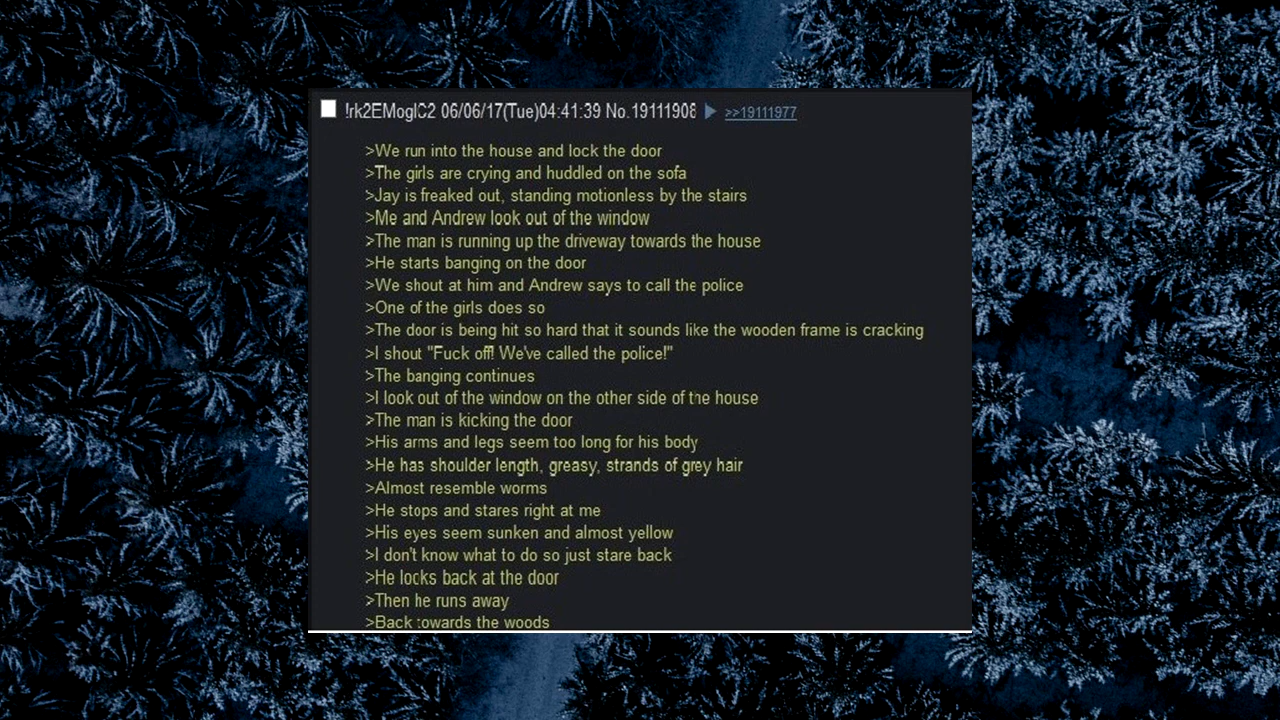 !rk2EMoglC2 06/06/17(Tue)04:41:39 No.19111908 ▶ >>19111977
>We run into the house and lock the door
>The girls are crying and huddled on the sofa
>Jay is freaked out, standing motionless by the stairs
>Me and Andrew look out of the window
>The man is running up the driveway towards the house
>He starts banging on the door
>We shout at him and Andrew says to call the police
>One of the girls does so
>The door is being hit so hard that it sounds like the wooden frame is cracking
>I shout "Fuck off! We've called the police!"
>The banging continues
>I look out of the window on the other side of the house
>The man is kicking the door
>His arms and legs seem too long for his body
>He has shoulder length, greasy, strands of grey hair
>Almost resemble worms
>He stops and stares right at me
>His eyes seem sunken and almost yellow
>I don't know what to do so just stare back
>He looks back at the door
>Then he runs away
>Back towards the woods